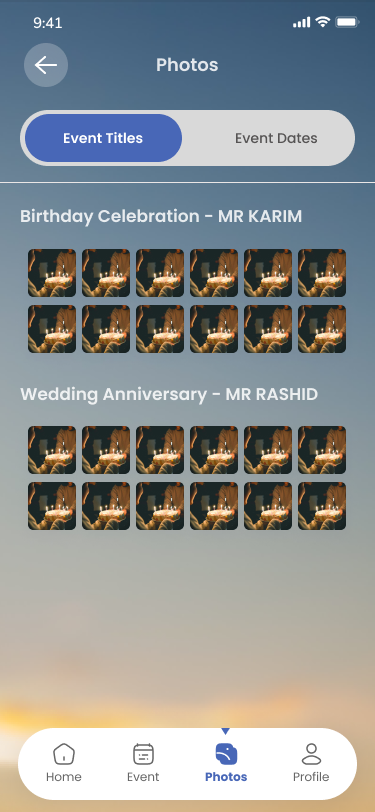 9:41
Photos
Event Titles
Event Dates
Birthday Celebration - MR KARIM
Wedding Anniversary - MR RASHID
Home
Event
Photos
Profile